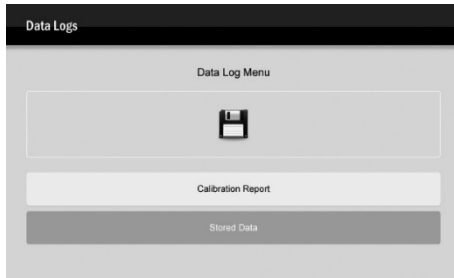 Data Logs
Data Log Menu
Calibration Report
Stored Data